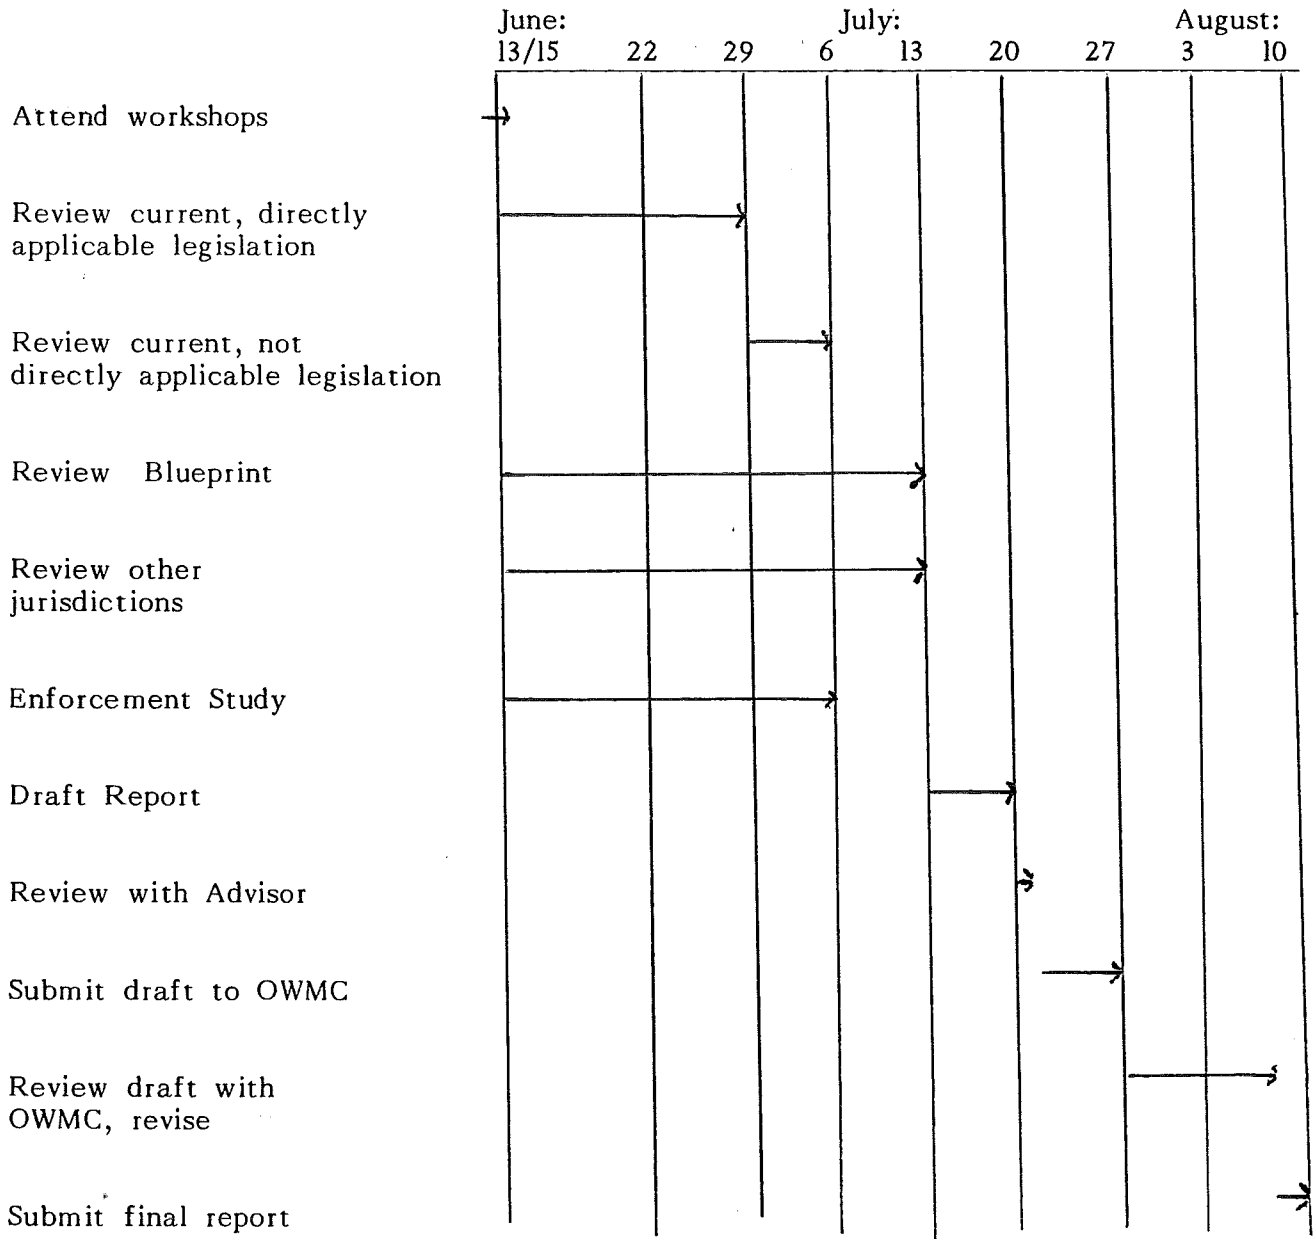 June: July: August:
13/15 22 29 6 13 20 27 3 10
Attend workshops
Review current, directly
applicable legislation
Review current, not
directly applicable legislation
Review Blueprint
Review other
jurisdictions
Enforcement Study
Draft Report
Review with Advisor
Submit draft to OWMC
Review draft with
OWMC, revise
Submit final report